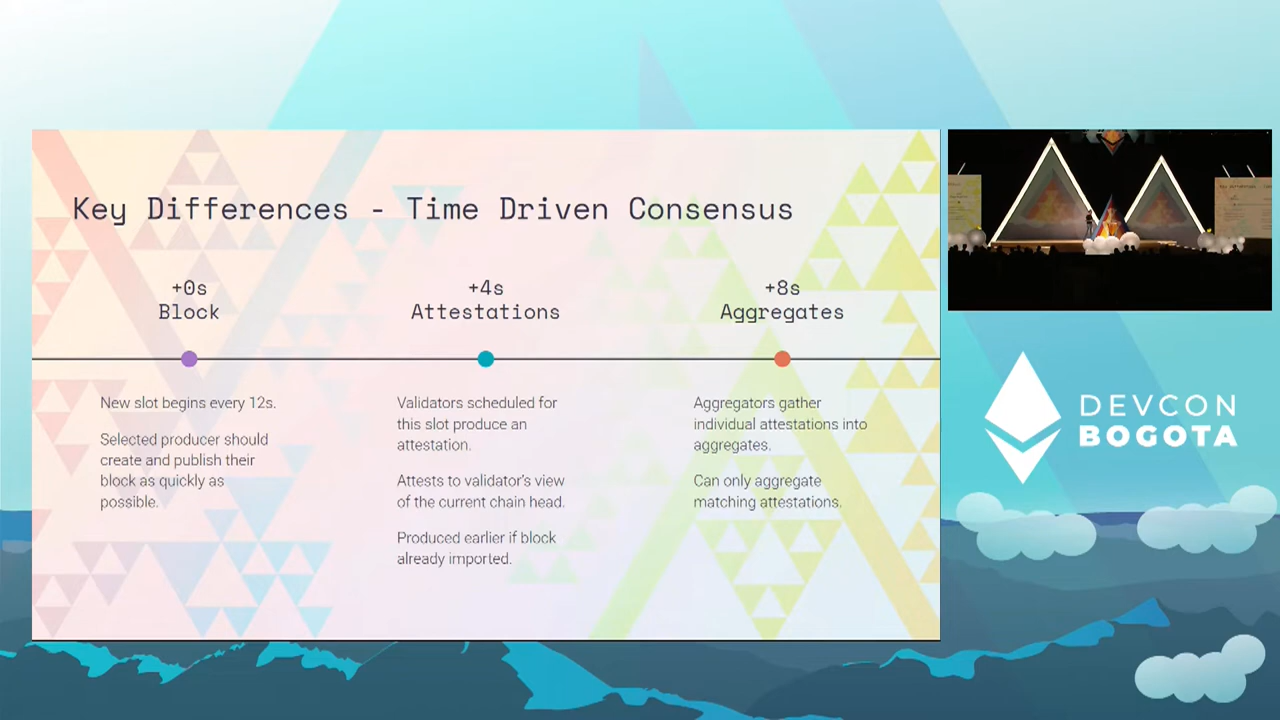 Key Differences - Time Driven Consensus
+0s
Block
New slot begins every 12s.
Selected producer should
create and publish their
block as quickly as
possible.
+4s
Attestations
Validators scheduled for
this slot produce an
attestation.
Attests to validator's view
of the current chain head.
Produced earlier if block
already imported.
+8s
Aggregates
Aggregators gather
individual attestations into
aggregates.
Can only aggregate
matching attestations.
DEVCON
BOGOTA